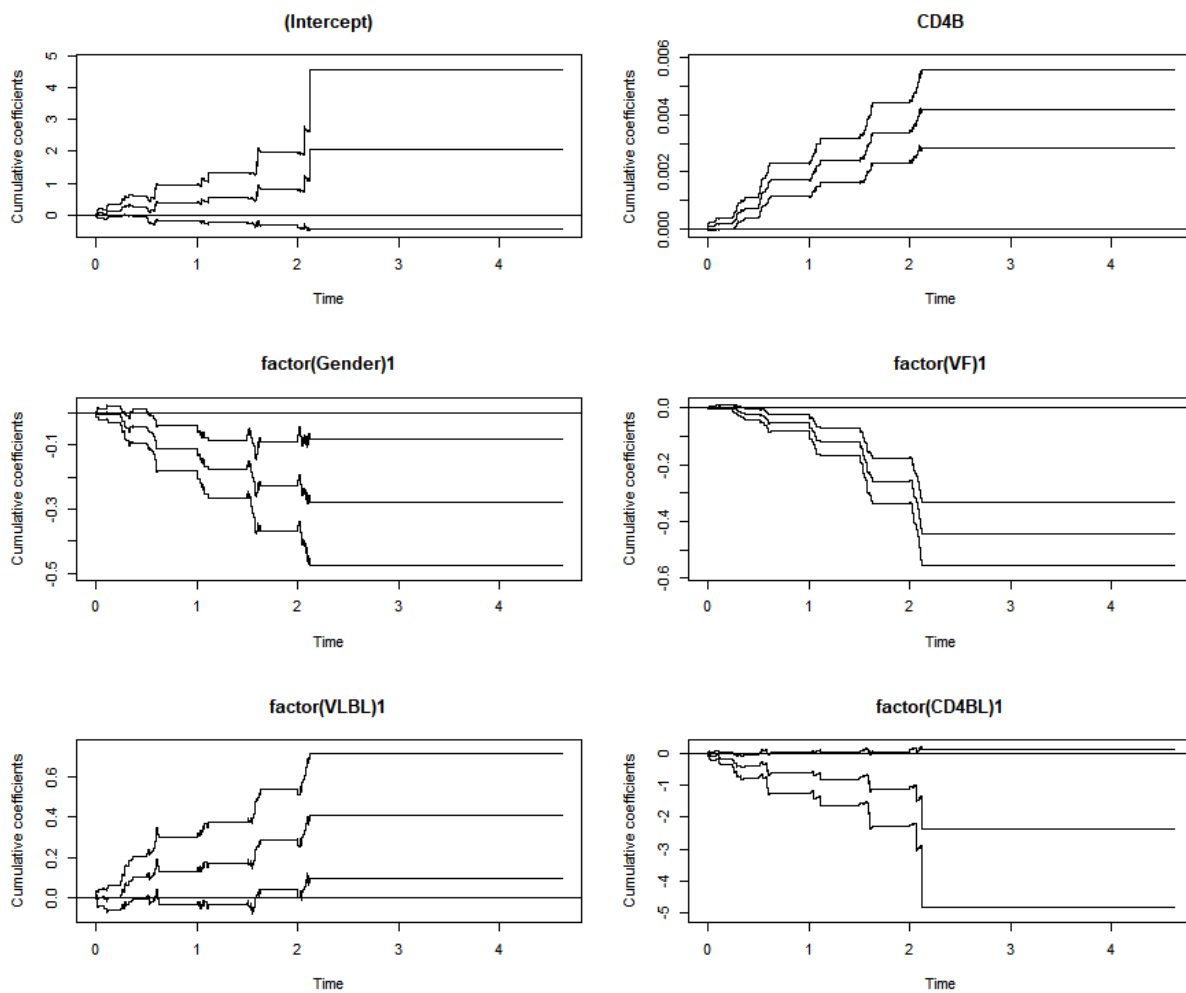 (Intercept)
Cumulative coefficients
5
4
3
2
1
0
0 1 2 3 4
Time
CD4B
Cumulative coefficients
0.006
0.004
0.002
0.000
0 1 2 3 4
Time
factor(Gender)1
Cumulative coefficients
-0.1
-0.3
-0.5
0 1 2 3 4
Time
factor(VF)1
Cumulative coefficients
0.0
-0.2
-0.4
-0.6
0 1 2 3 4
Time
factor(VLBL)1
Cumulative coefficients
0.6
0.4
0.2
0.0
0 1 2 3 4
Time
factor(CD4BL)1
Cumulative coefficients
0
-1
-2
-3
-4
-5
0 1 2 3 4
Time